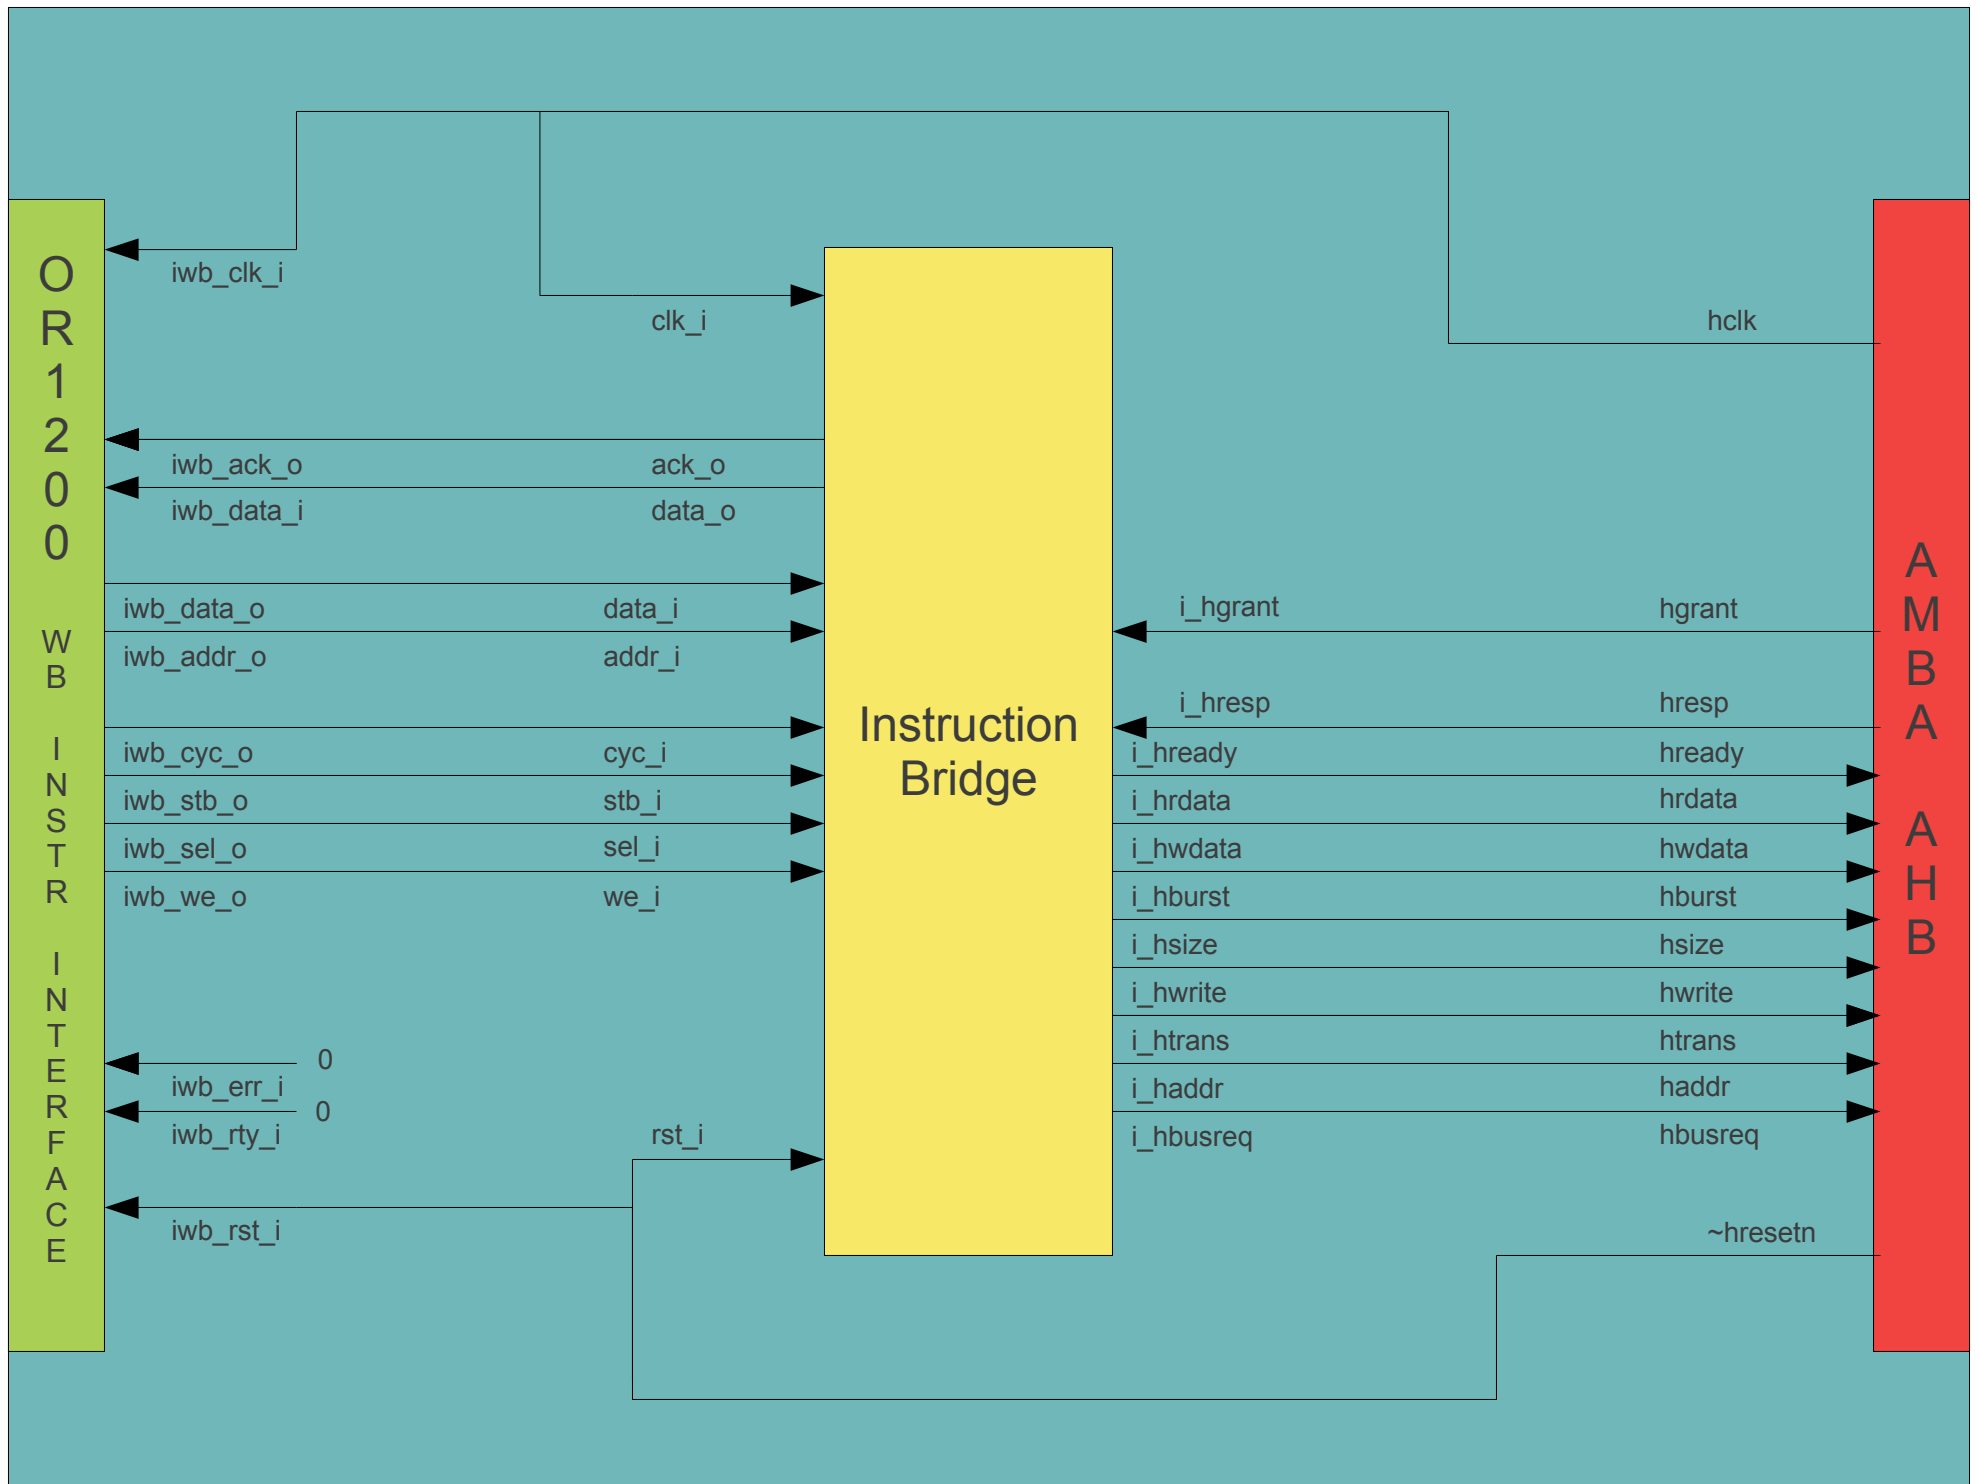 OR1200 WB INSTR INTERFACE
iwb_clk_i
clk_i
hclk
iwb_ack_o
ack_o
iwb_data_i
data_o
iwb_data_o
data_i
iwb_addr_o
addr_i
iwb_cyc_o
cyc_i
iwb_stb_o
stb_i
iwb_sel_o
sel_i
iwb_we_o
we_i
0
iwb_err_i
0
iwb_rty_i
rst_i
iwb_rst_i
Instruction
Bridge
i_hgrant
hgrant
i_hresp
hresp
i_hready
hready
i_hrdata
hrdata
i_hwdata
hwdata
i_hburst
hburst
i_hsize
hsize
i_hwrite
hwrite
i_htrans
htrans
i_haddr
haddr
i_hbusreq
hbusreq
~hresetn
AMBA AHB